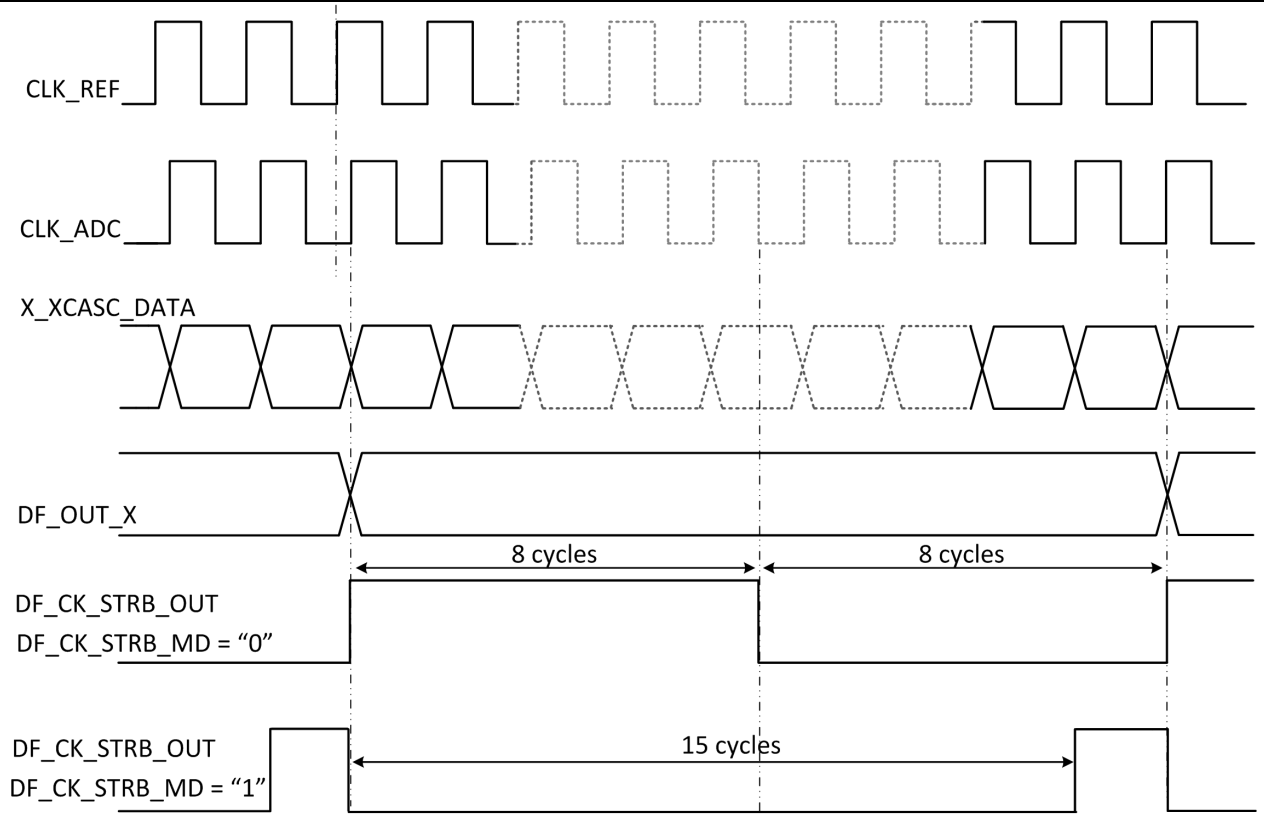 CLK_REF
CLK_ADC
X_XCASC_DATA
DF_OUT_X
8 cycles
8 cycles
DF_CK_STRB_OUT
DF_CK_STRB_MD = “0”
DF_CK_STRB_OUT
15 cycles
DF_CK_STRB_MD = “1”